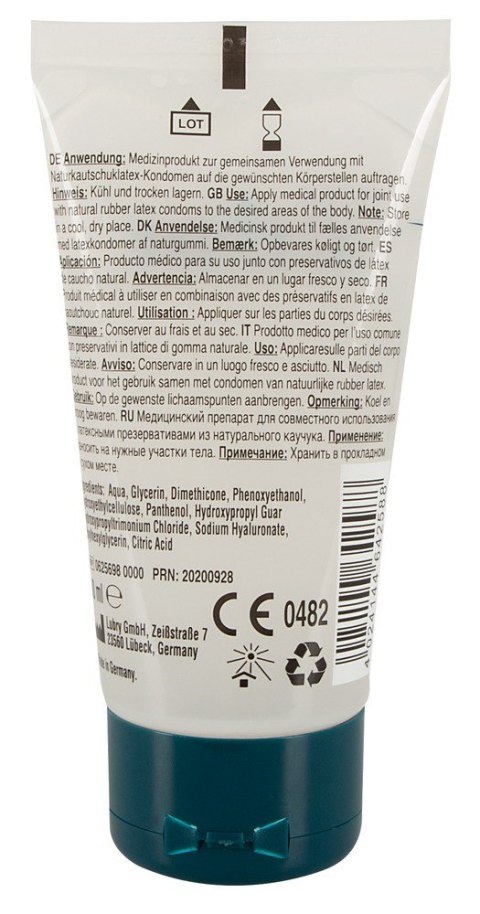 LOT
DE Anwendung: Medizinprodukt zur gemeinsamen Verwendung mit
Naturkautschuklatex-Kondomen auf die gewünschten Körperstellen auftragen.
Hinweis: Kühl und trocken lagern. GB Use: Apply medical product for joint use
with natural rubber latex condoms to the desired areas of the body. Note: Store
in a cool, dry place. DK Anvendelse: Medicinsk produkt til fælles anvendelse
med latexkondomer af naturgummi. Bemærk: Opbevares køligt og tørt. ES
Aplicación: Producto médico para su uso junto con preservativos de látex
de caucho natural. Advertencia: Almacenar en un lugar fresco y seco. FR
Produit médical à utiliser en combinaison avec des préservatifs en latex de
caoutchouc naturel. Utilisation : Appliquer sur les parties du corps désirées.
Remarque : Conserver au frais et au sec. IT Prodotto medico per l'uso comune
con preservativi in lattice di gomma naturale. Uso: Applicaresulle parti del corpo
desiderate. Avviso: Conservare in un luogo fresco e asciutto. NL Medisch
product voor het gebruik samen met condomen van natuurlijke rubber latex.
Gebruik: Op de gewenste lichaamspunten aanbrengen. Opmerking: Koel en
droog bewaren. RU Медицинский препарат для совместного использования
латексными презервативами из натурального каучука. Применение:
наносить на нужные участки тела. Примечание: Хранить в прохладном
сухом месте.
Ingredients: Aqua, Glycerin, Dimethicone, Phenoxyethanol,
Hydroxyethylcellulose, Panthenol, Hydroxypropyl Guar
Hydroxypropyltrimonium Chloride, Sodium Hyaluronate,
Ethylhexylglycerin, Citric Acid
0625698 0000 PRN: 20200928
ml ℮
CE 0482
Lubry GmbH, Zeißstraße 7
23560 Lübeck, Germany
Made in Germany.
4 024144 642588